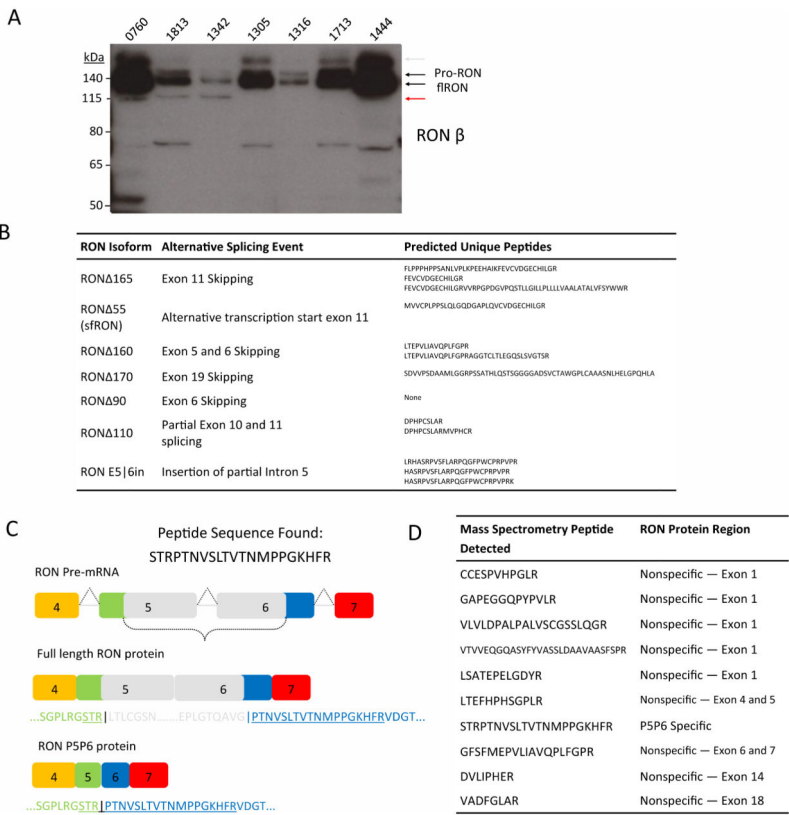 A
0760 1813 1342 1305 1316 1713 1444
kDa
140
115
80
65
50
Pro-RON
flRON
RON β
B
RON Isoform Alternative Splicing Event Predicted Unique Peptides
RONΔ165 Exon 11 Skipping
FLPPPHPPSANLVPLKPEEHAIKFEVCVDGECHILGR
FEVCVDGECHILGR
FEVCVDGECHILGRVVRPGPDGVPQSTLLGILLPLLLLVAALATALVFSYWWR
RONΔ55
(sfRON)
Alternative transcription start exon 11
MVVCPLPPSLQLGQDGAPLQVCVDGECHILGR
RONΔ160 Exon 5 and 6 Skipping
LTEPVLIAVQPLFGPR
LTEPVLIAVQPLFGPRAGGTCLTLEGQSLSVGTSR
RONΔ170 Exon 19 Skipping SDVVPSDAAMLGGRPSSATHLQSTSGGGGADSVCTAWGPLCAAASNLHELGPQHLA
RONΔ90 Exon 6 Skipping None
RONΔ110 Partial Exon 10 and 11
splicing
DPHPCSLAR
DPHPCSLARMVPHCR
RON E5|6in Insertion of partial Intron 5
LRHASRPVSFLARPQGFPWCPRPVPR
HASRPVSFLARPQGFPWCPRPVPR
HASRPVSFLARPQGFPWCPRPVPRK
C
Peptide Sequence Found:
STRPTNVSLTVTNMPPGKHFR
RON Pre-mRNA
4 5 6 7
Full length RON protein
4 5 6 7
...SGPLRGSTR|LTLCGSN......EPLGTQAVG|PTNVSLTVTNMPPGKHFRVDGT...
RON P5P6 protein
4 5 6 7
...SGPLRGSTR|PTNVSLTVTNMPPGKHFRVDGT...
D
Mass Spectrometry Peptide
Detected
RON Protein Region
CCESPVHPGLR Nonspecific — Exon 1
GAPEGGQPYPVLR Nonspecific — Exon 1
VLVLDPALPALVSCGSSLQGR Nonspecific — Exon 1
VTVVEQGQASYFYVASSLDAAVAASFSPR Nonspecific — Exon 1
LSATEPELGDYR Nonspecific — Exon 1
LTEFHPHSGPLR Nonspecific — Exon 4 and 5
STRPTNVSLTVTNMPPGKHFR P5P6 Specific
GFSFMEPVLIAVQPLFGPR Nonspecific — Exon 6 and 7
DVLIPHER Nonspecific — Exon 14
VADFGLAR Nonspecific — Exon 18